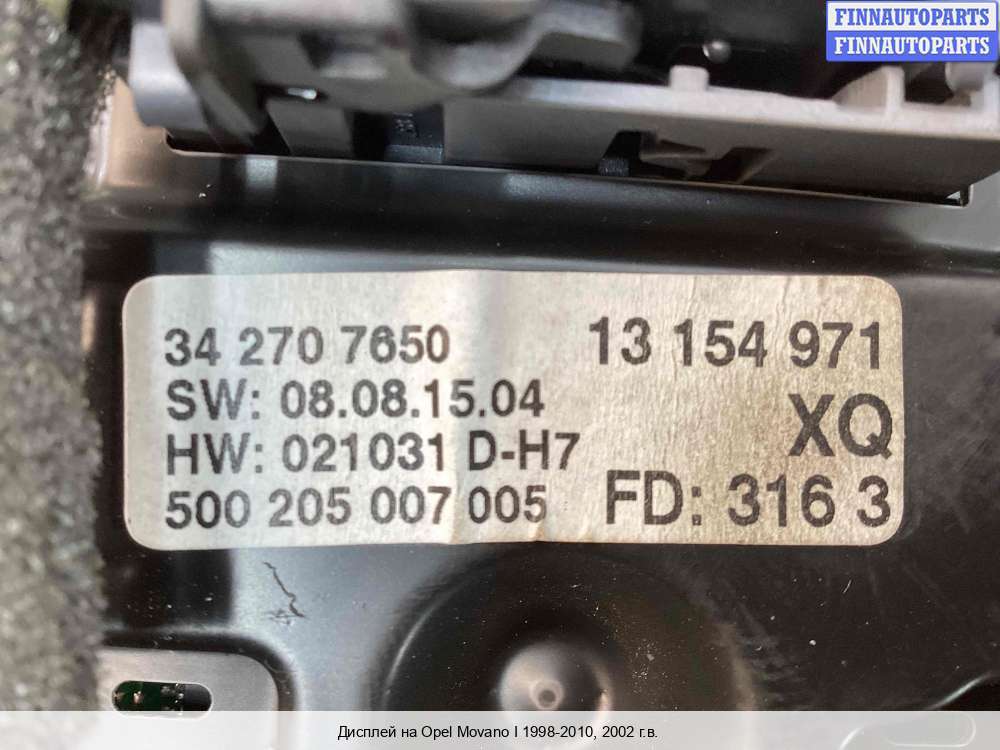 FINNAUTOPARTS
FINNAUTOPARTS
34 270 7650 13 154 971
SW: 08.08.15.04
XQ
HW: 021031 D-H7
500 205 007 005 FD: 316 3
Дисплей на Opel Movano I 1998-2010, 2002 г.в.